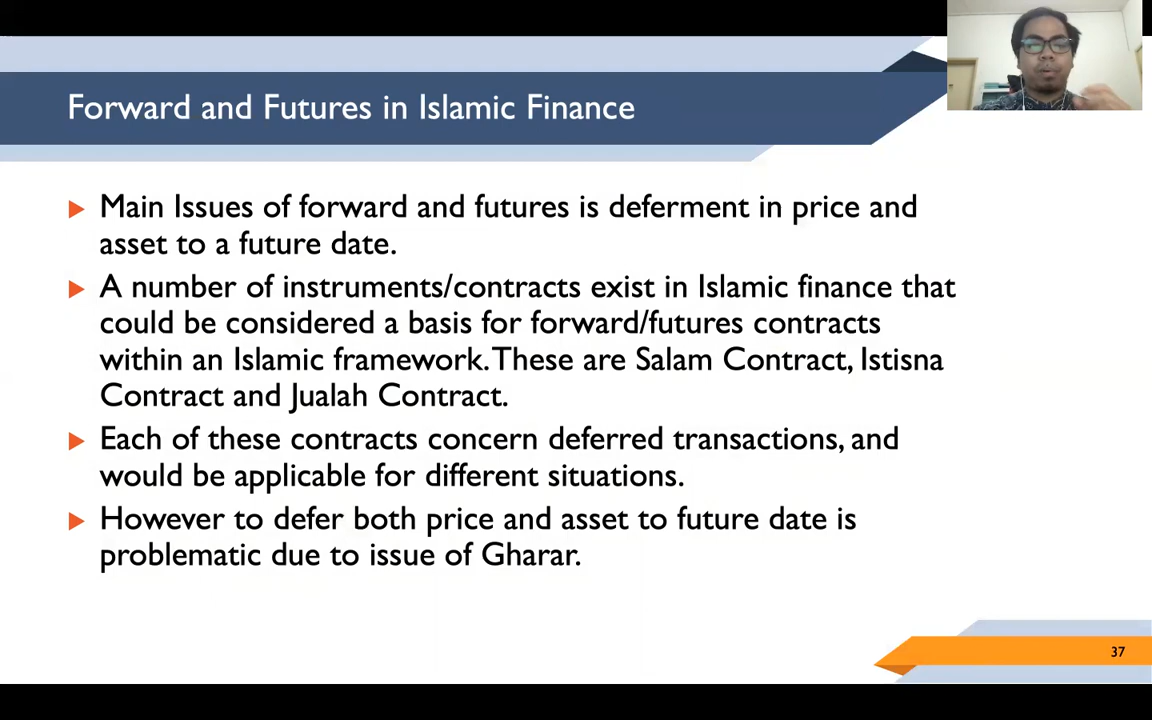 Forward and Futures in Islamic Finance
Main Issues of forward and futures is deferment in price and
asset to a future date.
A number of instruments/contracts exist in Islamic finance that
could be considered a basis for forward/futures contracts
within an Islamic framework. These are Salam Contract, Istisna
Contract and Jualah Contract.
Each of these contracts concern deferred transactions, and
would be applicable for different situations.
However to defer both price and asset to future date is
problematic due to issue of Gharar.
37